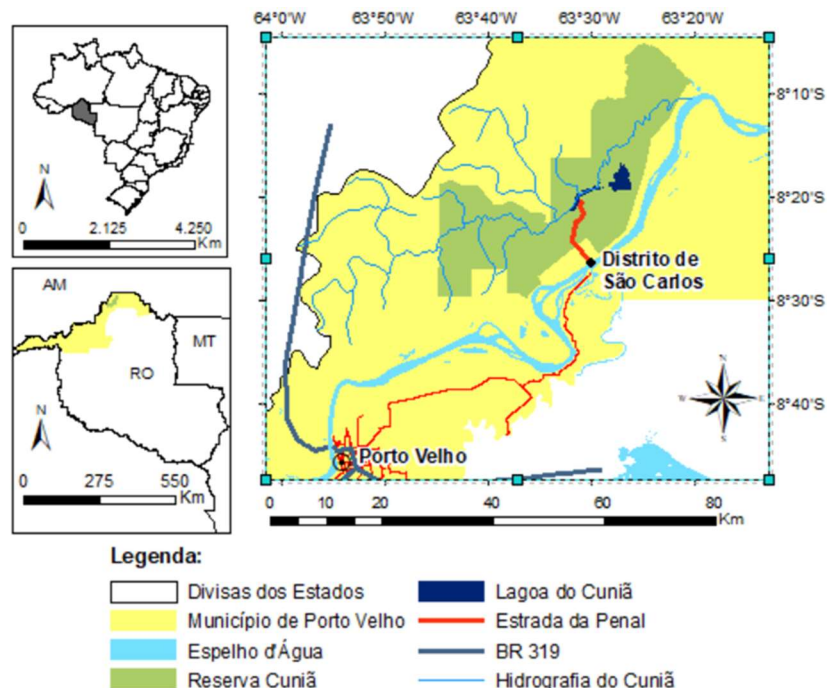 64°0'W 63°50'W 63°40'W 63°30'W 63°20'W
N
0 2.125 4.250
Km
8°10'S
8°20'S
Distrito de
São Carlos
8°30'S
8°40'S
Porto Velho
AM
MT
RO
N
0 275 550
Km
N
W E
S
0 10 20 40 60 80
Km
Legenda:
Divisas dos Estados
Município de Porto Velho
Espelho d'Água
Reserva Cuniã
Lagoa do Cuniã
Estrada da Penal
BR 319
Hidrografia do Cuniã